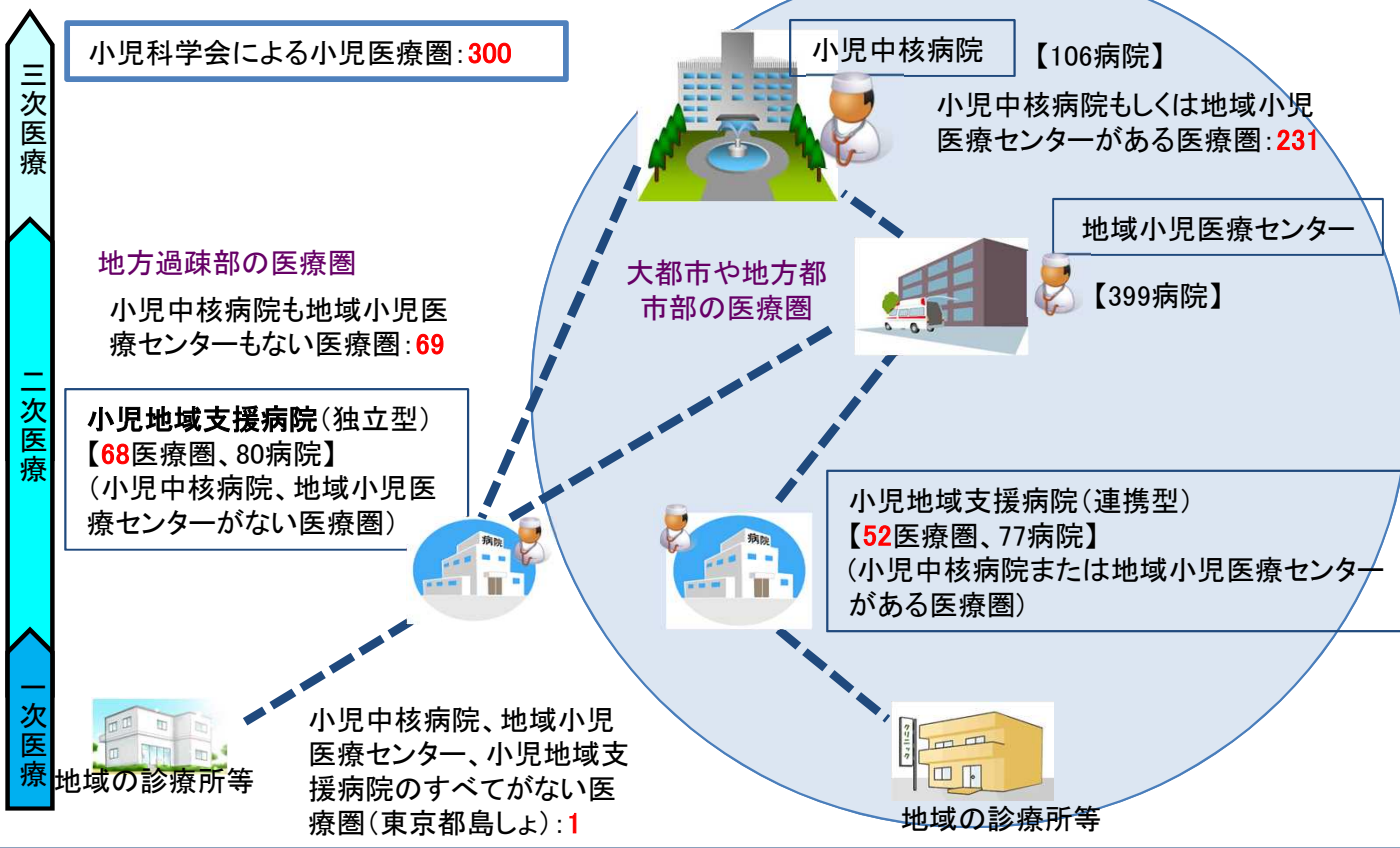 三次医療
小児科学会による小児医療圏：300
小児中核病院
【106病院】
小児中核病院もしくは地域小児
医療センターがある医療圏：231
地域小児医療センター
【399病院】
地方過疎部の医療圏
小児中核病院も地域小児医
療センターもない医療圏：69
大都市や地方都
市部の医療圏
二次医療
小児地域支援病院（独立型）
【68医療圏、80病院】
（小児中核病院、地域小児医
療センターがない医療圏）
病院
病院
小児地域支援病院（連携型）
【52医療圏、77病院】
（小児中核病院または地域小児医療センター
がある医療圏）
一次医療
地域の診療所等
小児中核病院、地域小児
医療センター、小児地域支
援病院のすべてがない医
療圏（東京都島しょ）：1
クリニック
地域の診療所等